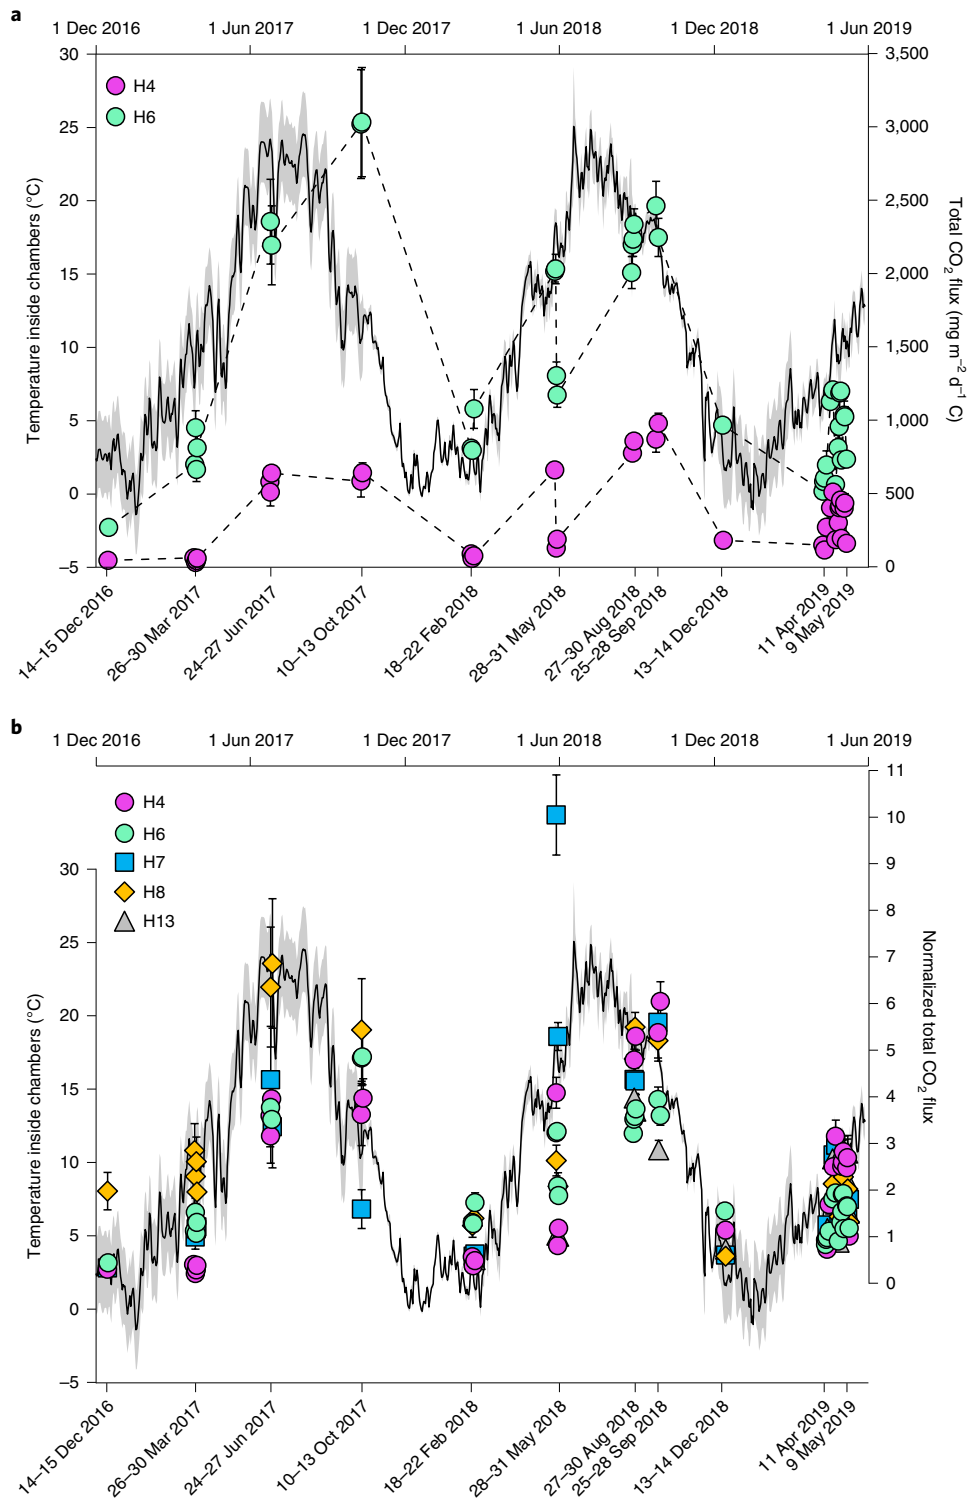 a
1 Dec 2016 1 Jun 2017 1 Dec 2017 1 Jun 2018 1 Dec 2018 1 Jun 2019
30
25
20
15
10
5
0
–5
Temperature inside chambers (°C)
H4
H6
3,500
3,000
2,500
2,000
1,500
1,000
500
0
Total CO2 flux (mg m–2 d–1 C)
14–15 Dec 2016
26–30 Mar 2017
24–27 Jun 2017
10–13 Oct 2017
18–22 Feb 2018
28–31 May 2018
27–30 Aug 2018
25–28 Sep 2018
13–14 Dec 2018
11 Apr 2019
9 May 2019
b
1 Dec 2016 1 Jun 2017 1 Dec 2017 1 Jun 2018 1 Dec 2018 1 Jun 2019
H4
H6
H7
H8
H13
30
25
20
15
10
5
0
–5
Temperature inside chambers (°C)
11
10
9
8
7
6
5
4
3
2
1
0
Normalized total CO2 flux
14–15 Dec 2016
26–30 Mar 2017
24–27 Jun 2017
10–13 Oct 2017
18–22 Feb 2018
28–31 May 2018
27–30 Aug 2018
25–28 Sep 2018
13–14 Dec 2018
11 Apr 2019
9 May 2019